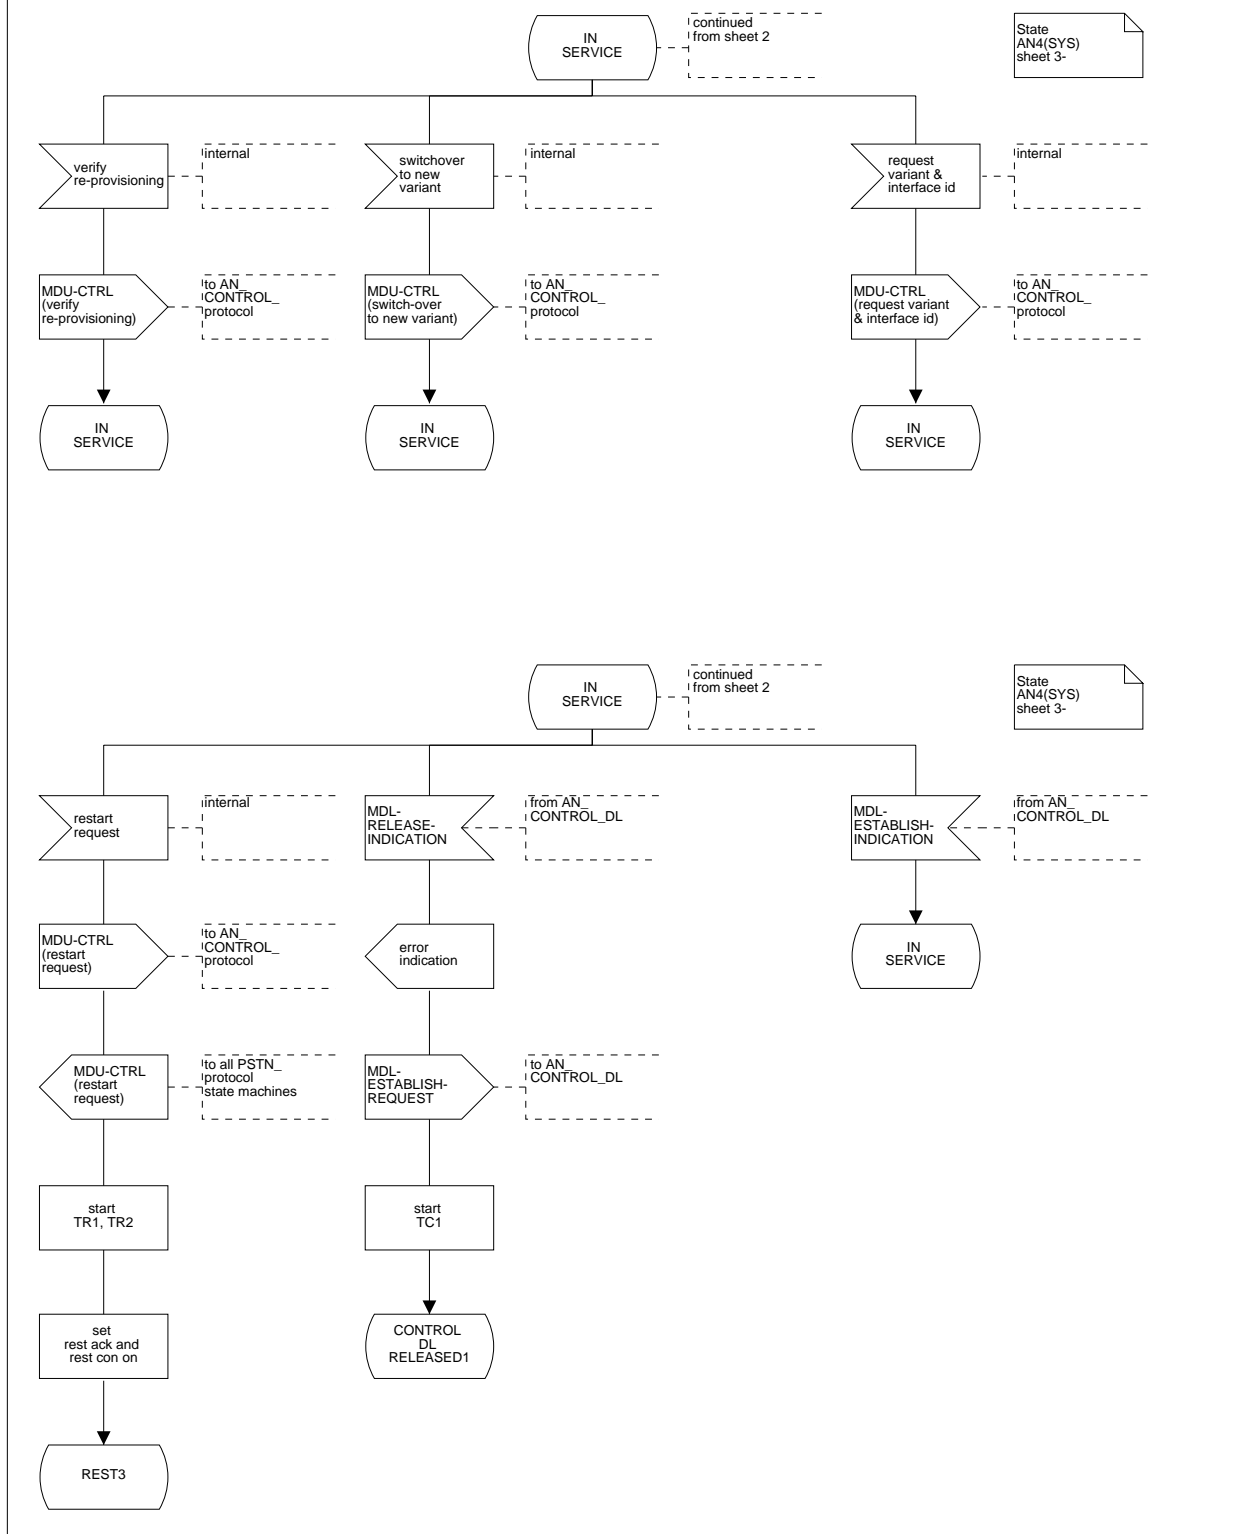 IN
SERVICE
continued
from sheet 2
State
AN4(SYS)
sheet 3-
verify
re-provisioning
internal
switchover
to new
variant
internal
request
variant &
interface id
internal
MDU-CTRL
(verify
re-provisioning)
to AN_
CONTROL_
protocol
MDU-CTRL
(switch-over
to new variant)
to AN_
CONTROL_
protocol
MDU-CTRL
(request variant
& interface id)
to AN_
CONTROL_
protocol
IN
SERVICE
IN
SERVICE
IN
SERVICE
IN
SERVICE
continued
from sheet 2
State
AN4(SYS)
sheet 3-
restart
request
internal
MDL-
RELEASE-
INDICATION
from AN_
CONTROL_DL
MDL-
ESTABLISH-
INDICATION
from AN_
CONTROL_DL
MDU-CTRL
(restart
request)
to AN_
CONTROL_
protocol
error
indication
IN
SERVICE
MDU-CTRL
(restart
request)
to all PSTN_
protocol
state machines
MDL-
ESTABLISH-
REQUEST
to AN_
CONTROL_DL
start
TR1, TR2
start
TC1
set
rest ack and
rest con on
CONTROL
DL
RELEASED1
REST3